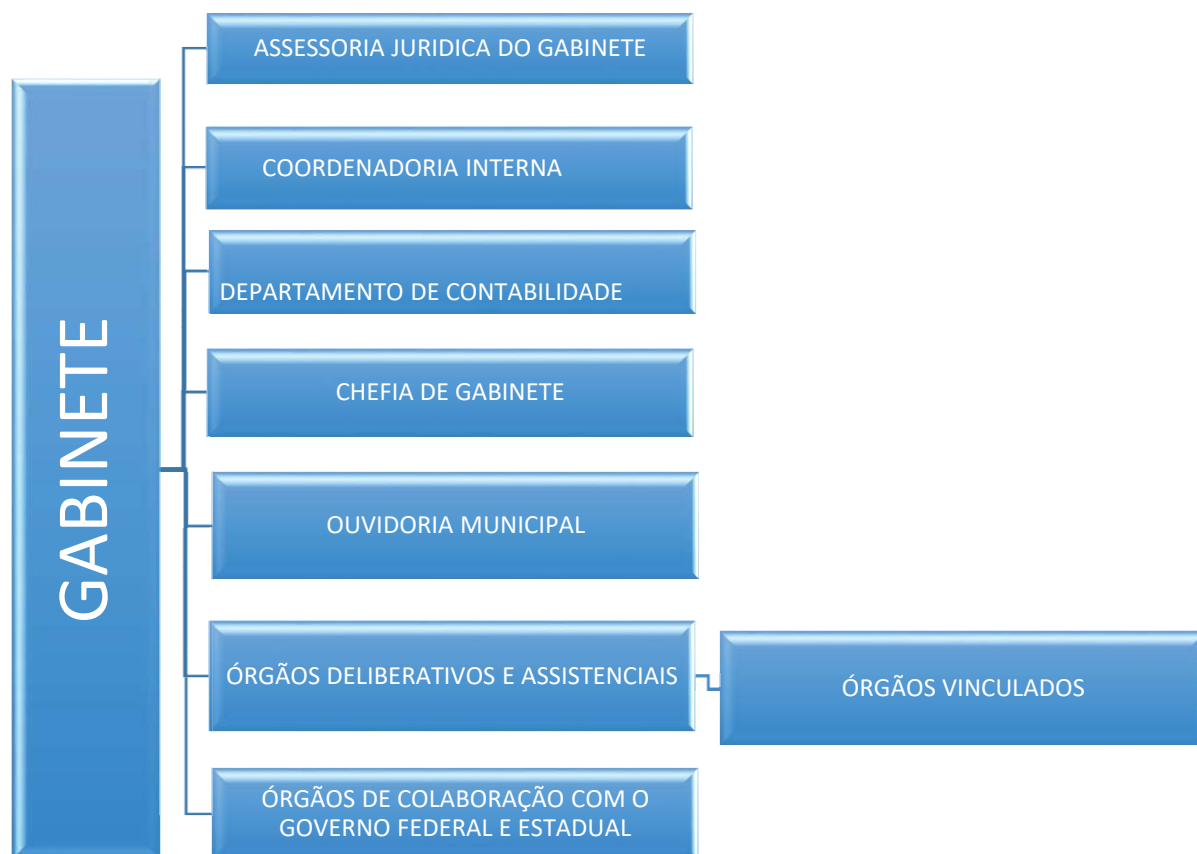 GABINETE
ASSESSORIA JURIDICA DO GABINETE
COORDENADORIA INTERNA
DEPARTAMENTO DE CONTABILIDADE
CHEFIA DE GABINETE
OUVIDORIA MUNICIPAL
ÓRGÃOS DELIBERATIVOS E ASSISTENCIAIS
ÓRGÃOS VINCULADOS
ÓRGÃOS DE COLABORAÇÃO COM O
GOVERNO FEDERAL E ESTADUAL